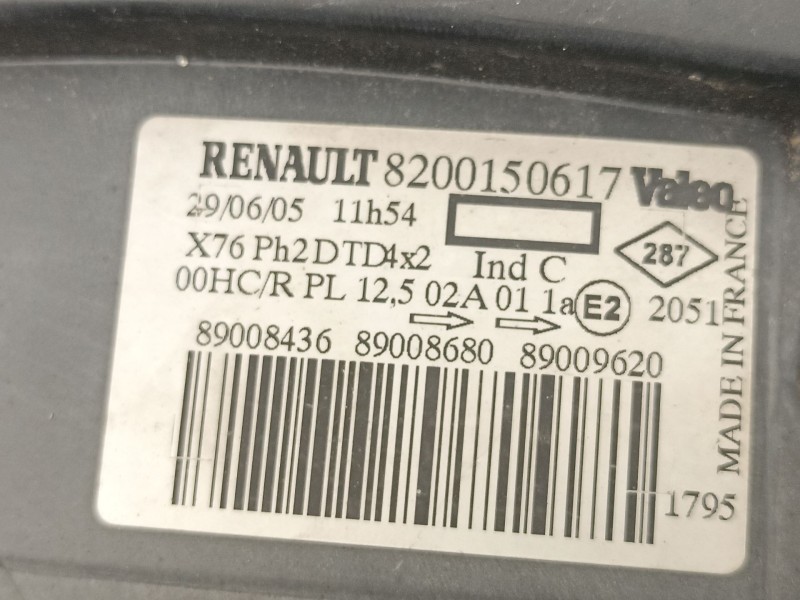 RENAULT 8200150617 Valeo
29/06/05 11h54
X76 Ph2 DTD4x2 Ind C 287
00HC/R PL 12,5 02A 01 1a E2 2051
89008436 89008680 89009620
1795
MADE IN FRANCE